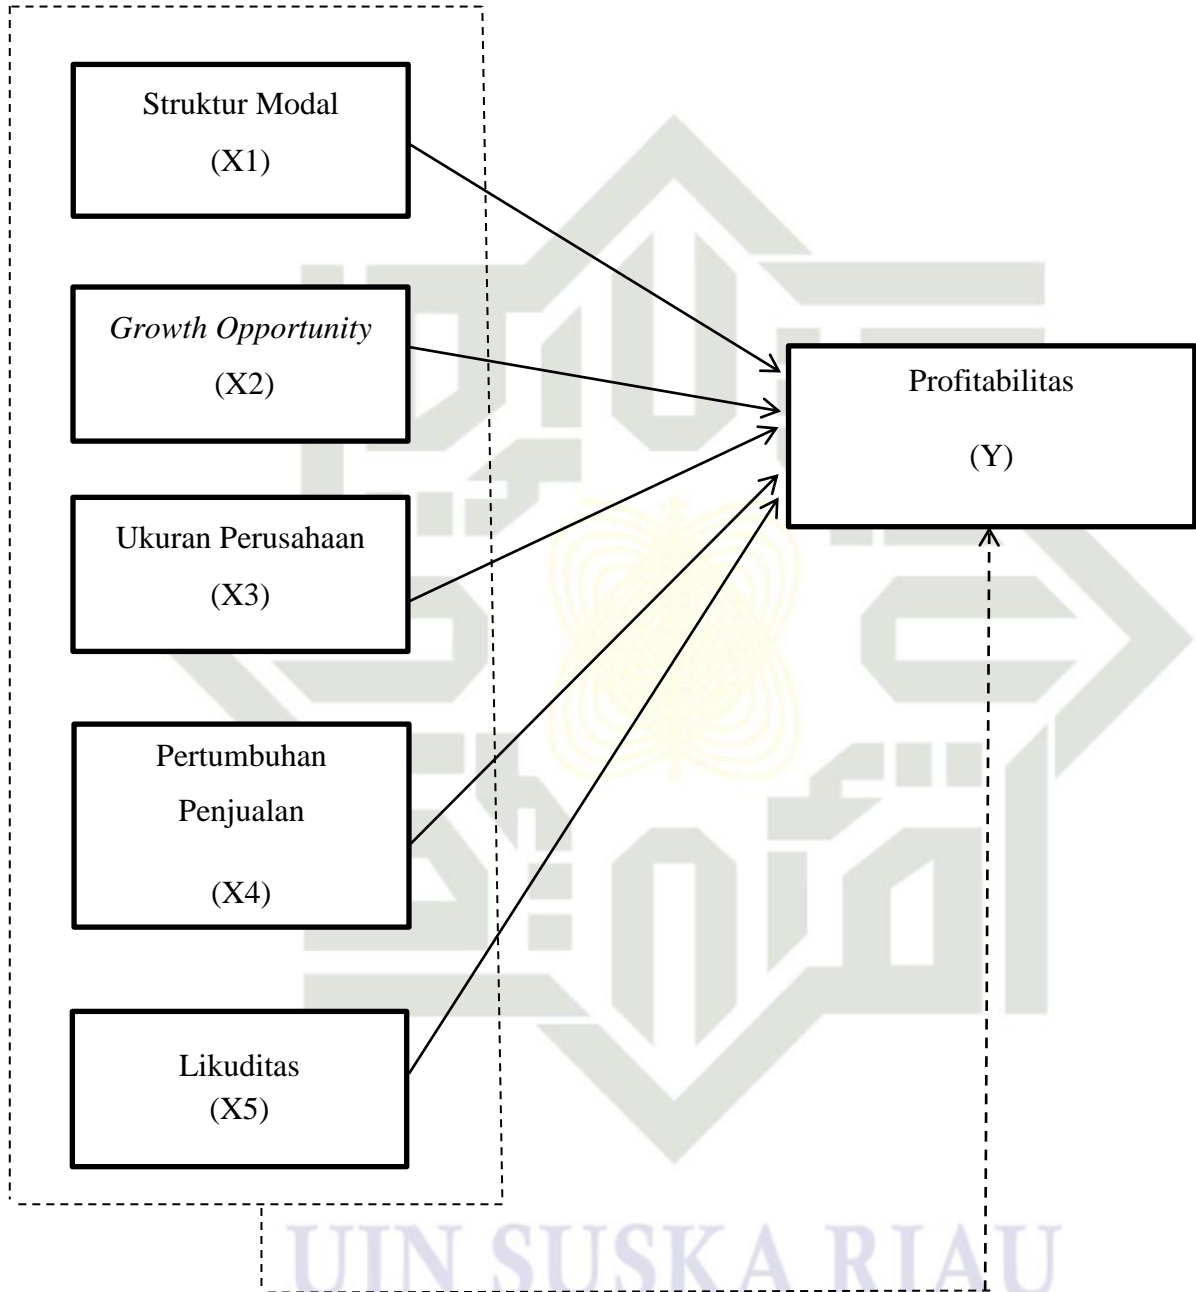 Struktur Modal
(X1)
Growth Opportunity
(X2)
Profitabilitas
(Y)
Ukuran Perusahaan
(X3)
Pertumbuhan
Penjualan
(X4)
Likuditas
(X5)
UIN SUSKA RIAU